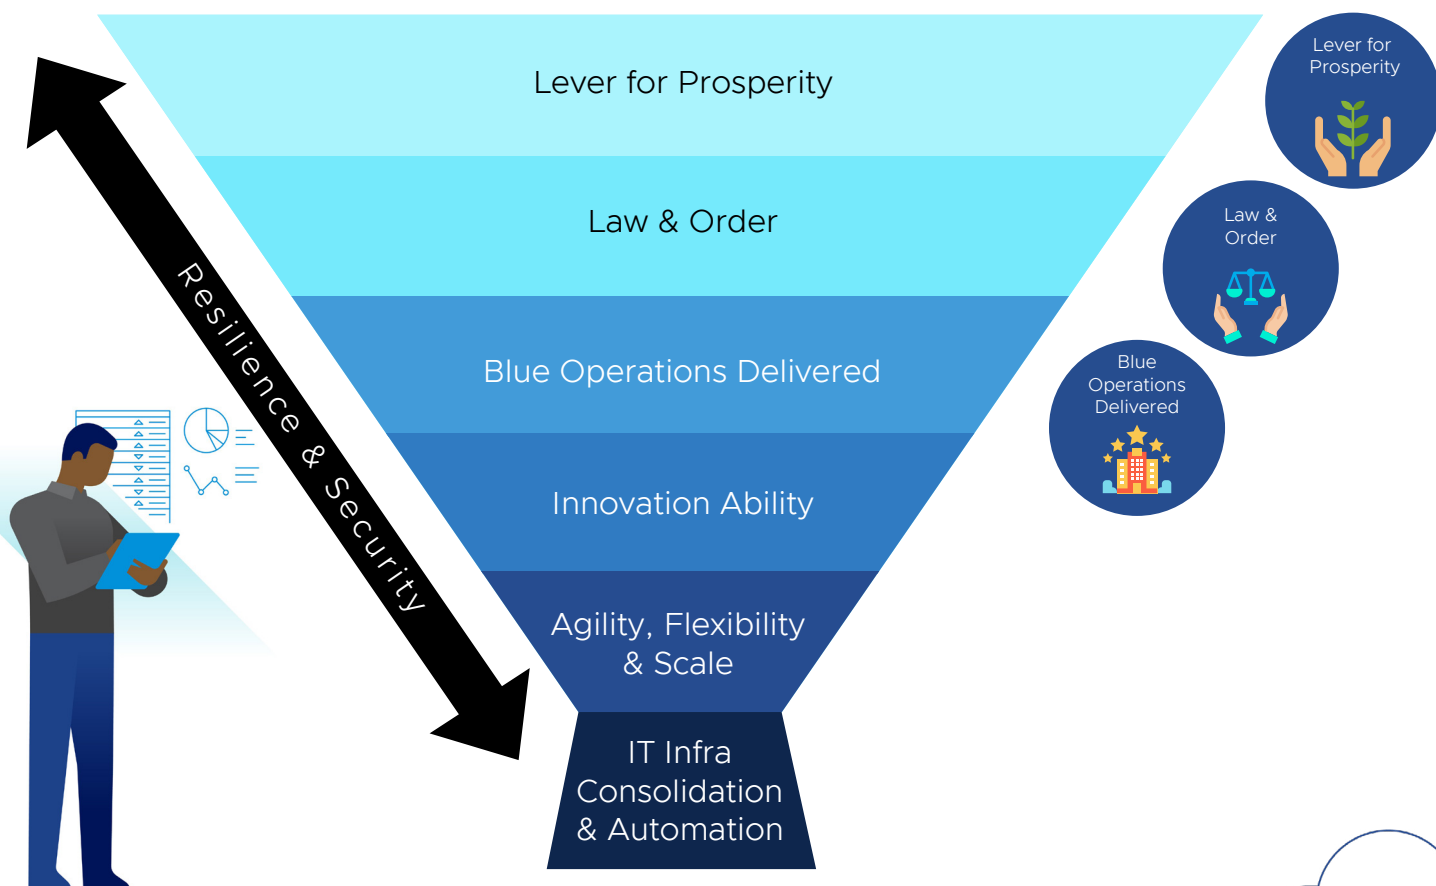 Lever for Prosperity
Law & Order
Blue Operations Delivered
Innovation Ability
Agility, Flexibility
& Scale
IT Infra
Consolidation
& Automation
Resilience & Security
Lever for
Prosperity
Law &
Order
Blue
Operations
Delivered